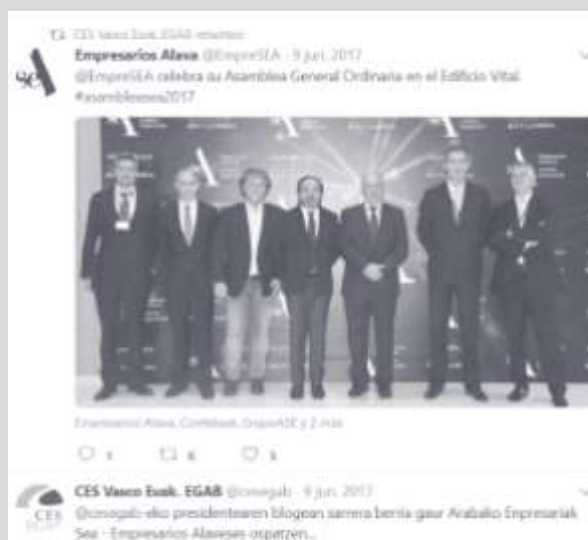 CES Vasco Eusk. EGAB retwitteó
Empresarios Alava @EmpreSEA · 9 jun. 2017
@EmpreSEA celebra su Asamblea General Ordinaria en el Edificio Vital.
#asambleasea2017
Empresarios Alava, Contebask, GrupoASE y 2 más
1 6 5
CES Vasco Eusk. EGAB @cesegab · 9 jun. 2017
@cesegab-eko presidentearen blogean sarrera berria gaur Arabako Enpresariak
Sea - Empresarios Alaveses ospatzen...